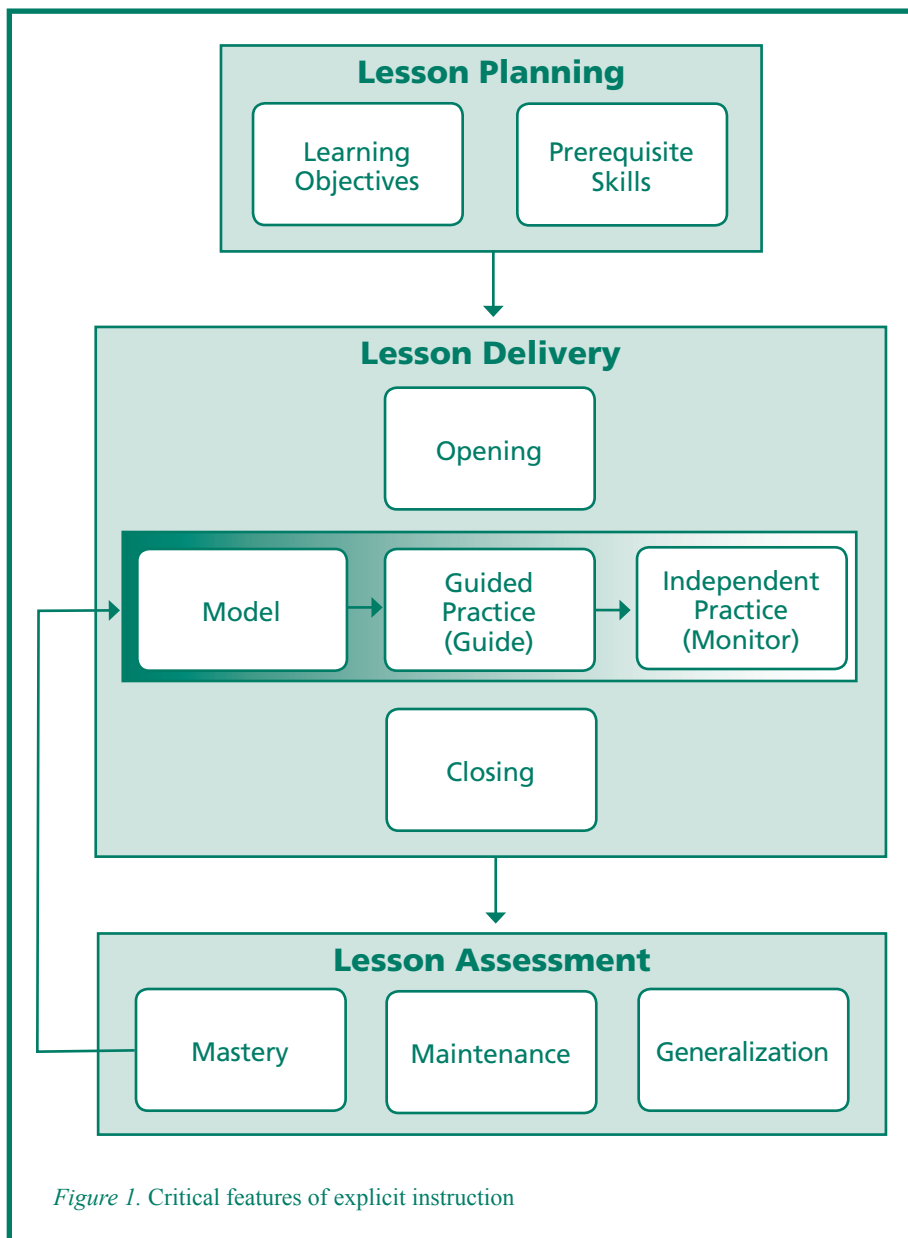 Lesson Planning
Learning
Objectives
Prerequisite
Skills
Lesson Delivery
Opening
Model
Guided
Practice
(Guide)
Independent
Practice
(Monitor)
Closing
Lesson Assessment
Mastery
Maintenance
Generalization
Figure 1. Critical features of explicit instruction